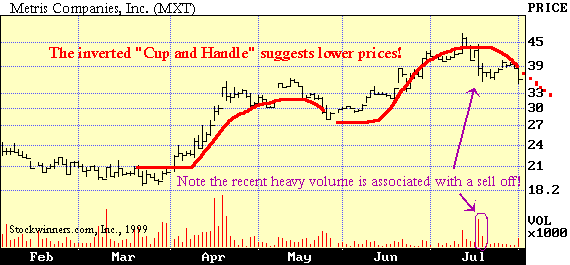 Metris Companies, Inc. (MXT)
PRICE
The inverted "Cup and Handle" suggests lower prices!
45
39
33
30
27
24
21
18.2
Note the recent heavy volume is associated with a sell off!
VOL
x1000
Stockwinners.com, Inc., 1999
Feb Mar Apr May Jun Jul